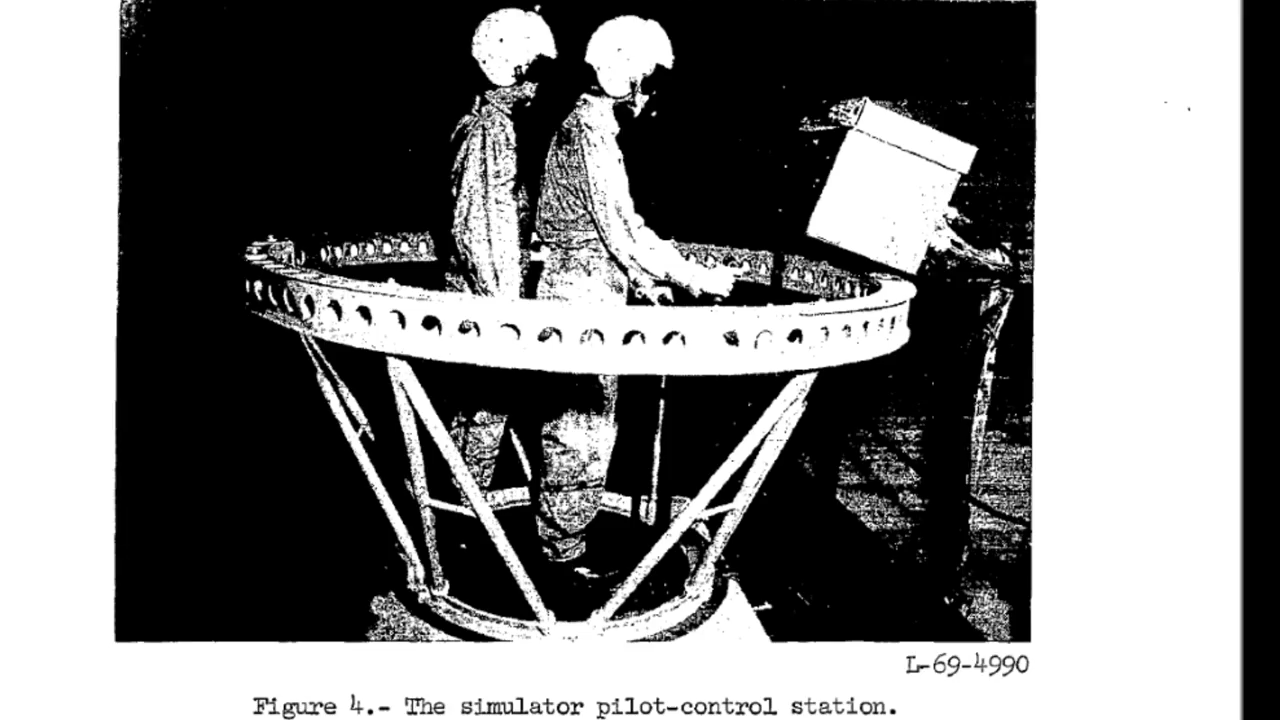 L-69-4990
Figure 4.- The simulator pilot-control station.